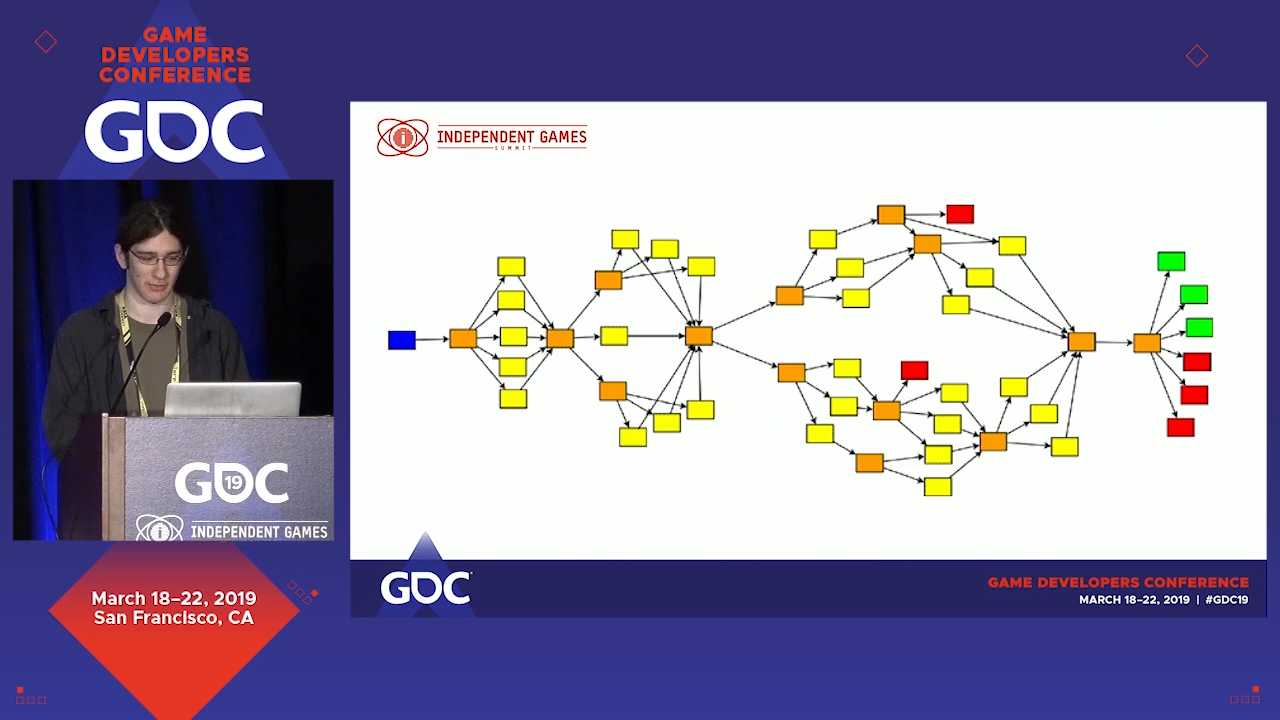 GAME
DEVELOPERS
CONFERENCE
GDC
INDEPENDENT GAMES
SUMMIT
GDC
19
INDEPENDENT GAMES
March 18–22, 2019
San Francisco, CA
GDC
GAME DEVELOPERS CONFERENCE
MARCH 18–22, 2019 | #GDC19